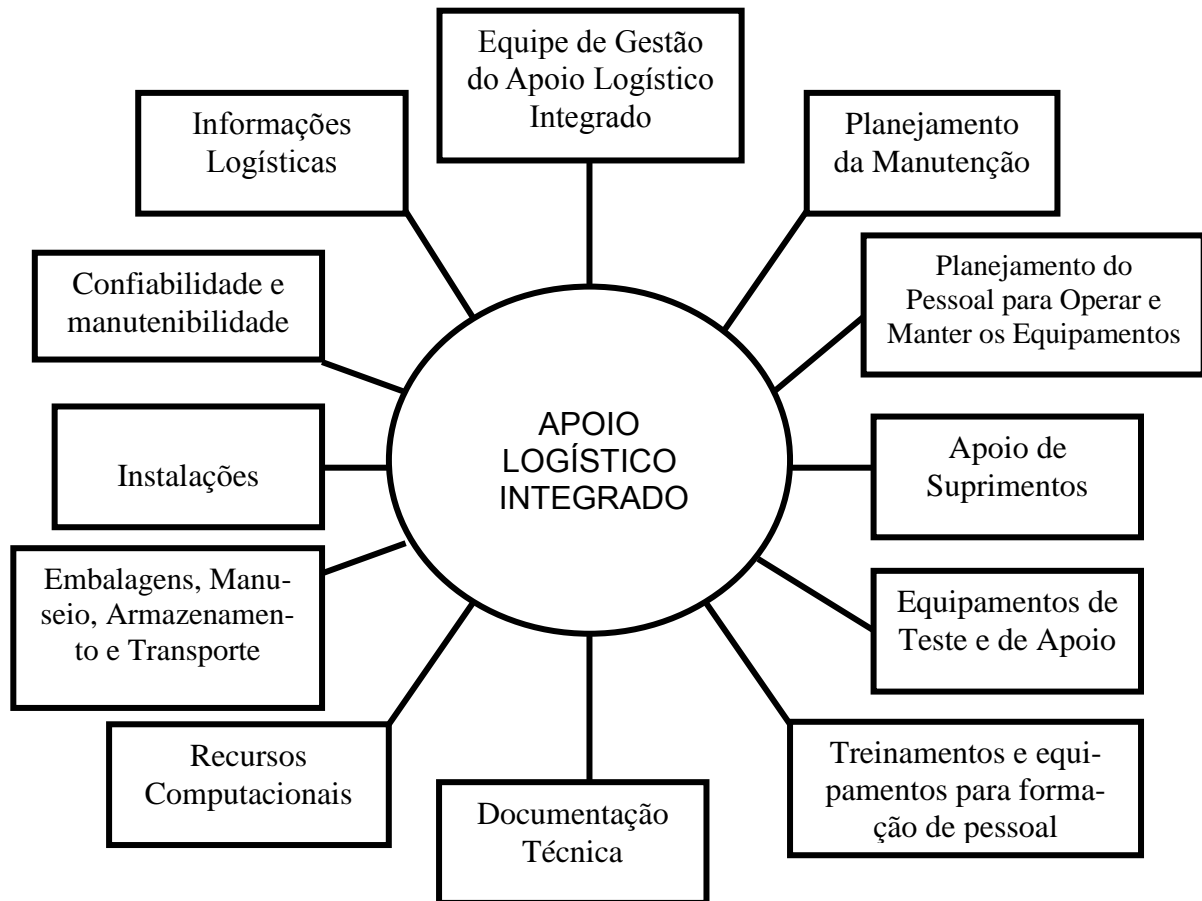 Equipe de Gestão
do Apoio Logístico
Integrado
Informações
Logísticas
Planejamento
da Manutenção
Confiabilidade e
manutenibilidade
Planejamento do
Pessoal para Operar e
Manter os Equipamentos
APOIO
LOGÍSTICO
INTEGRADO
Instalações
Apoio de
Suprimentos
Embalagens, Manu-
seio, Armazenamen-
to e Transporte
Equipamentos de
Teste e de Apoio
Recursos
Computacionais
Documentação
Técnica
Treinamentos e equi-
pamentos para forma-
ção de pessoal